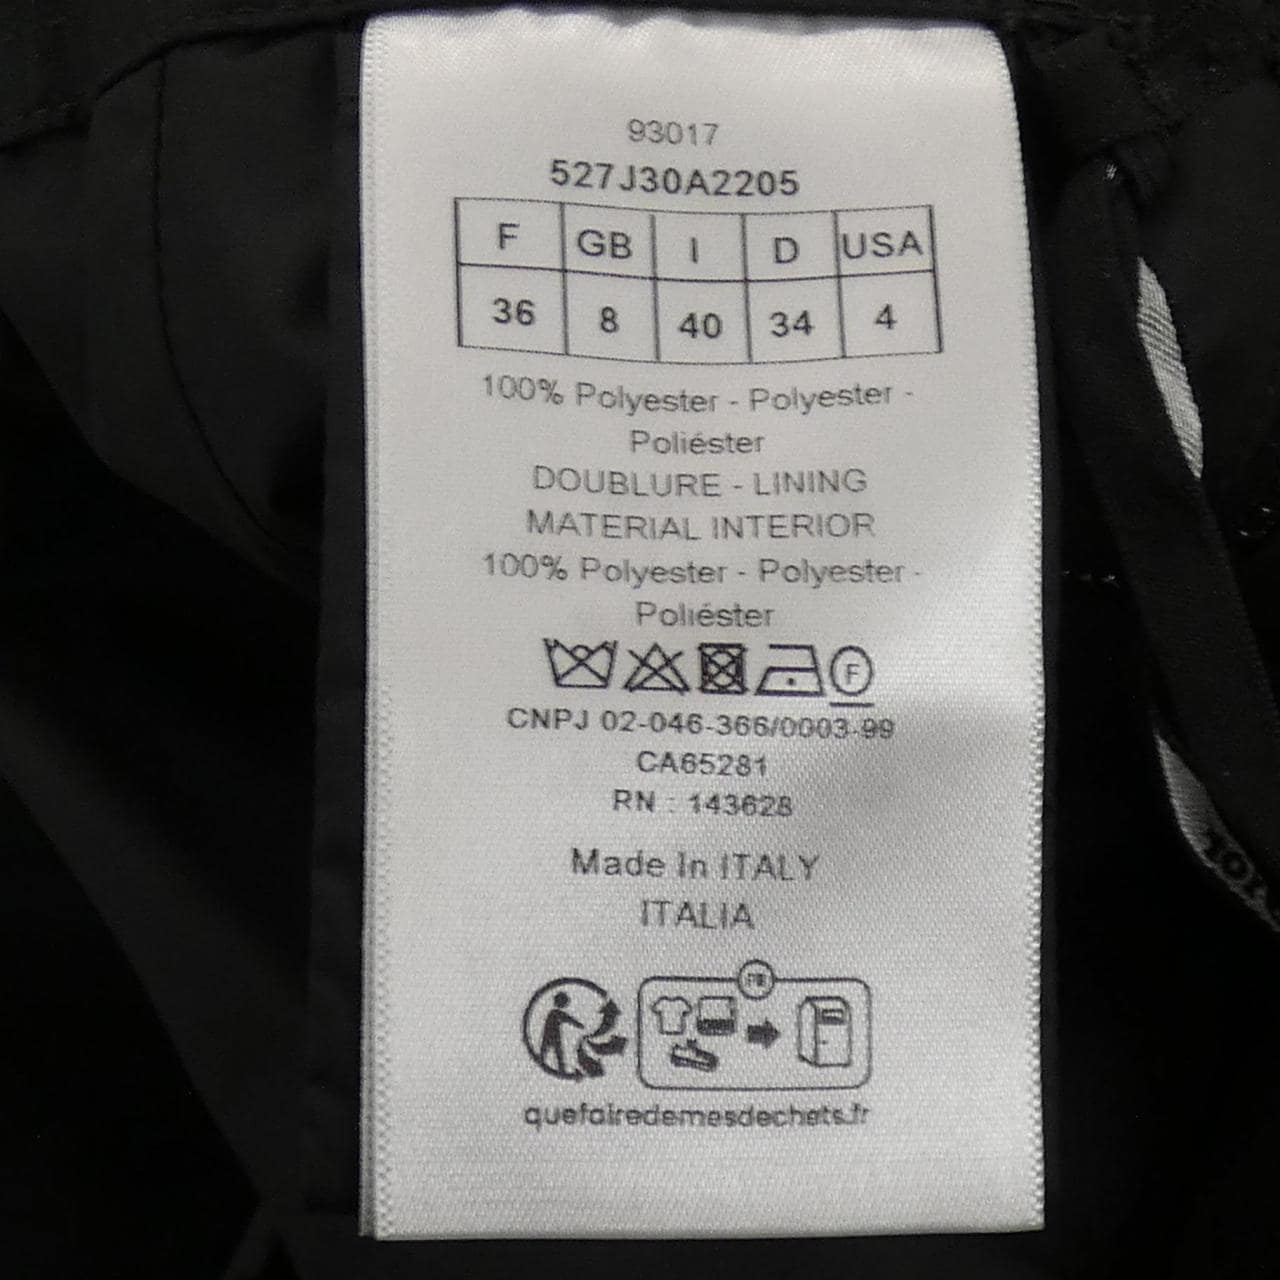 93017
527J30A2205
F GB I D USA
36 8 40 34 4
100% Polyester - Polyester -
Poliéster
DOUBLURE - LINING
MATERIAL INTERIOR
100% Polyester - Polyester -
Poliéster
F
CNPJ 02-046-366/0003-99
CA65281
RN : 143628
Made In ITALY
ITALIA
FR
quefairedemesdechets.fr